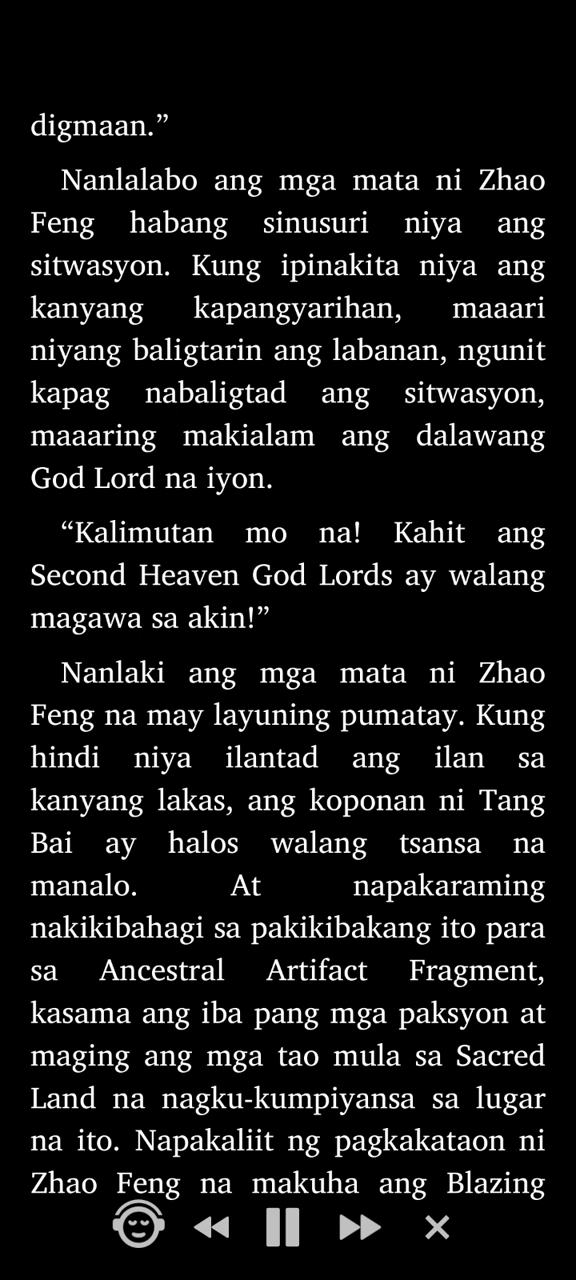 digmaan.”
Nanlalabo ang mga mata ni Zhao
Feng habang sinusuri niya ang
sitwasyon. Kung ipinakita niya ang
kanyang kapangyarihan, maaari
niyang baligtarin ang labanan, ngunit
kapag nabaligtad ang sitwasyon,
maaaring makialam ang dalawang
God Lord na iyon.
“Kalimutan mo na! Kahit ang
Second Heaven God Lords ay walang
magawa sa akin!”
Nanlaki ang mga mata ni Zhao
Feng na may layuning pumatay. Kung
hindi niya ilantad ang ilan sa
kanyang lakas, ang koponan ni Tang
Bai ay halos walang tsansa na
manalo. At napakaraming
nakikibahagi sa pakikibakang ito para
sa Ancestral Artifact Fragment,
kasama ang iba pang mga paksyon at
maging ang mga tao mula sa Sacred
Land na nagku-kumpiyansa sa lugar
na ito. Napakaliit ng pagkakataon ni
Zhao Feng na makuha ang Blazing